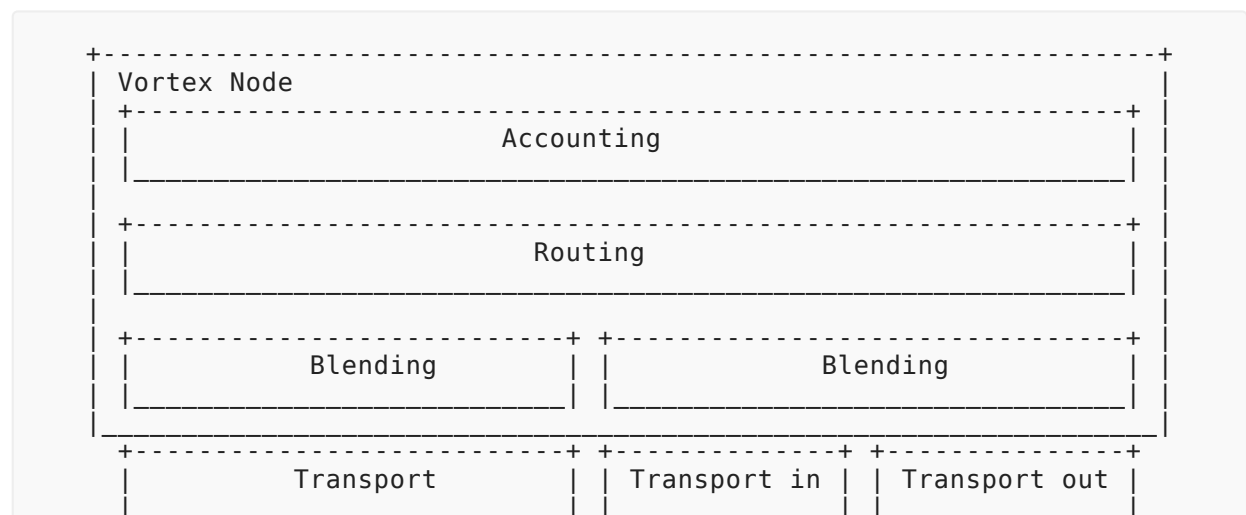 Vortex Node
Accounting
Routing
Blending Blending
Transport Transport in Transport out